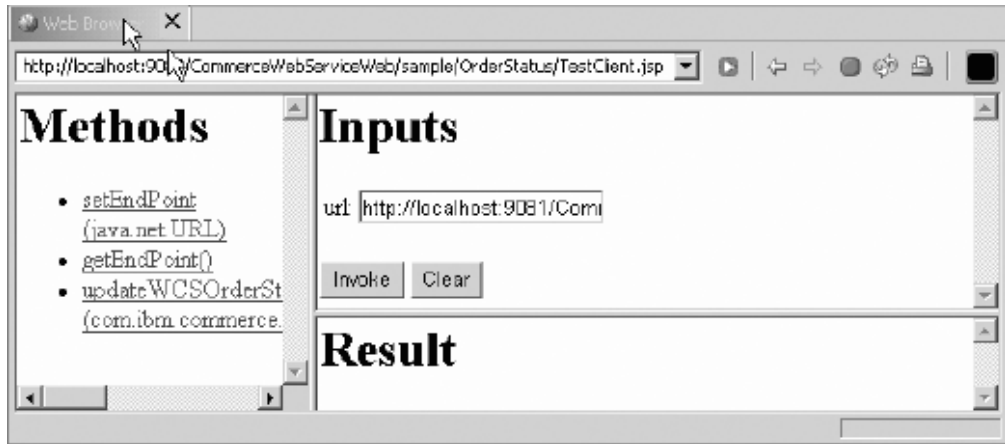 Web Brow
http://localhost:90 /CommerceWebServiceWeb/sample/OrderStatus/TestClient.jsp
Methods
setEndPoint
(java.net.URL)
getEndPoint()
updateWCSOrderSt
(com.ibm.commerce.
Inputs
url: http://localhost:9081/Com
Invoke Clear
Result